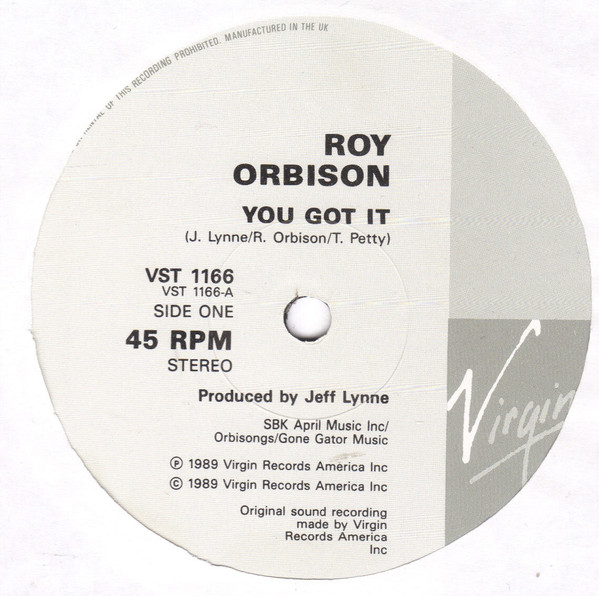 RENTAL OF THIS RECORDING PROHIBITED. MANUFACTURED IN THE UK
ROY
ORBISON
YOU GOT IT
(J. Lynne/R. Orbison/T. Petty)
VST 1166
VST 1166-A
SIDE ONE
45 RPM
STEREO
Produced by Jeff Lynne
SBK April Music Inc/
Orbisongs/Gone Gator Music
Ⓟ 1989 Virgin Records America Inc
© 1989 Virgin Records America Inc
Original sound recording
made by Virgin
Records America
Inc
Virgin